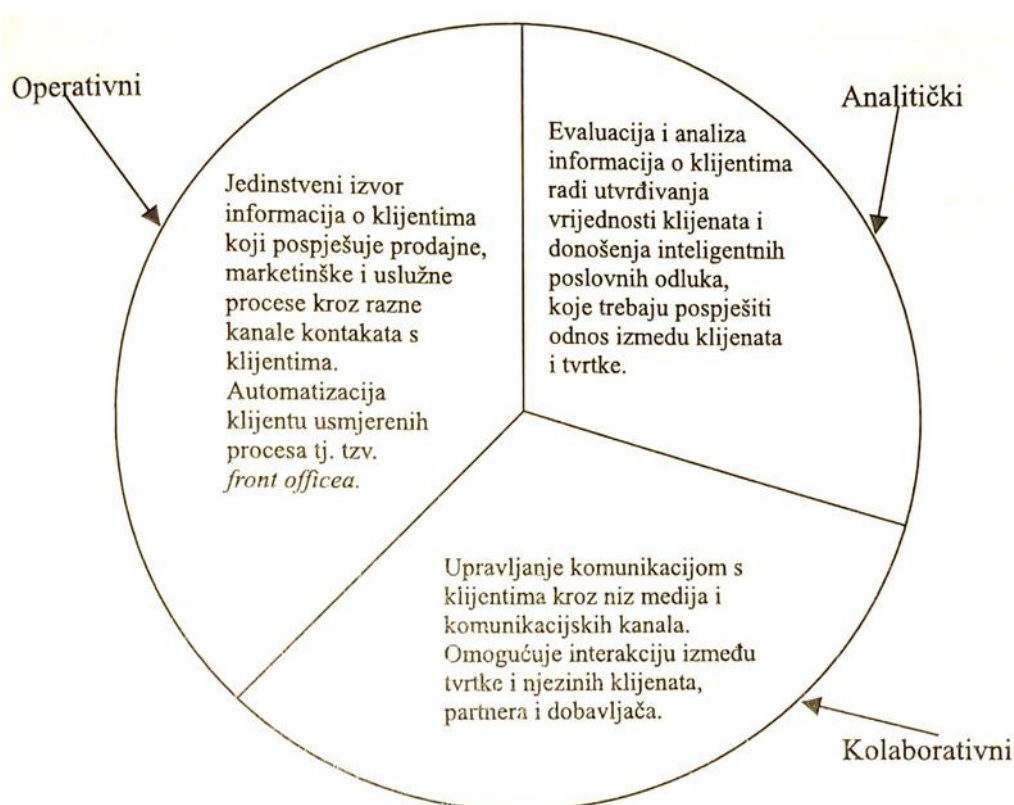 Operativni
Analitički
Jedinstveni izvor
informacija o klijentima
koji pospješuje prodajne,
marketinške i uslužne
procese kroz razne
kanale kontakata s
klijentima.
Automatizacija
klijentu usmjerenih
procesa tj. tzv.
front officea.
Evaluacija i analiza
informacija o klijentima
radi utvrđivanja
vrijednosti klijenata i
donošenja inteligentnih
poslovnih odluka,
koje trebaju pospješiti
odnos između klijenata
i tvrtke.
Upravljanje komunikacijom s
klijentima kroz niz medija i
komunikacijskih kanala.
Omogućuje interakciju između
tvrtke i njezinih klijenata,
partnera i dobavljača.
Kolaborativni